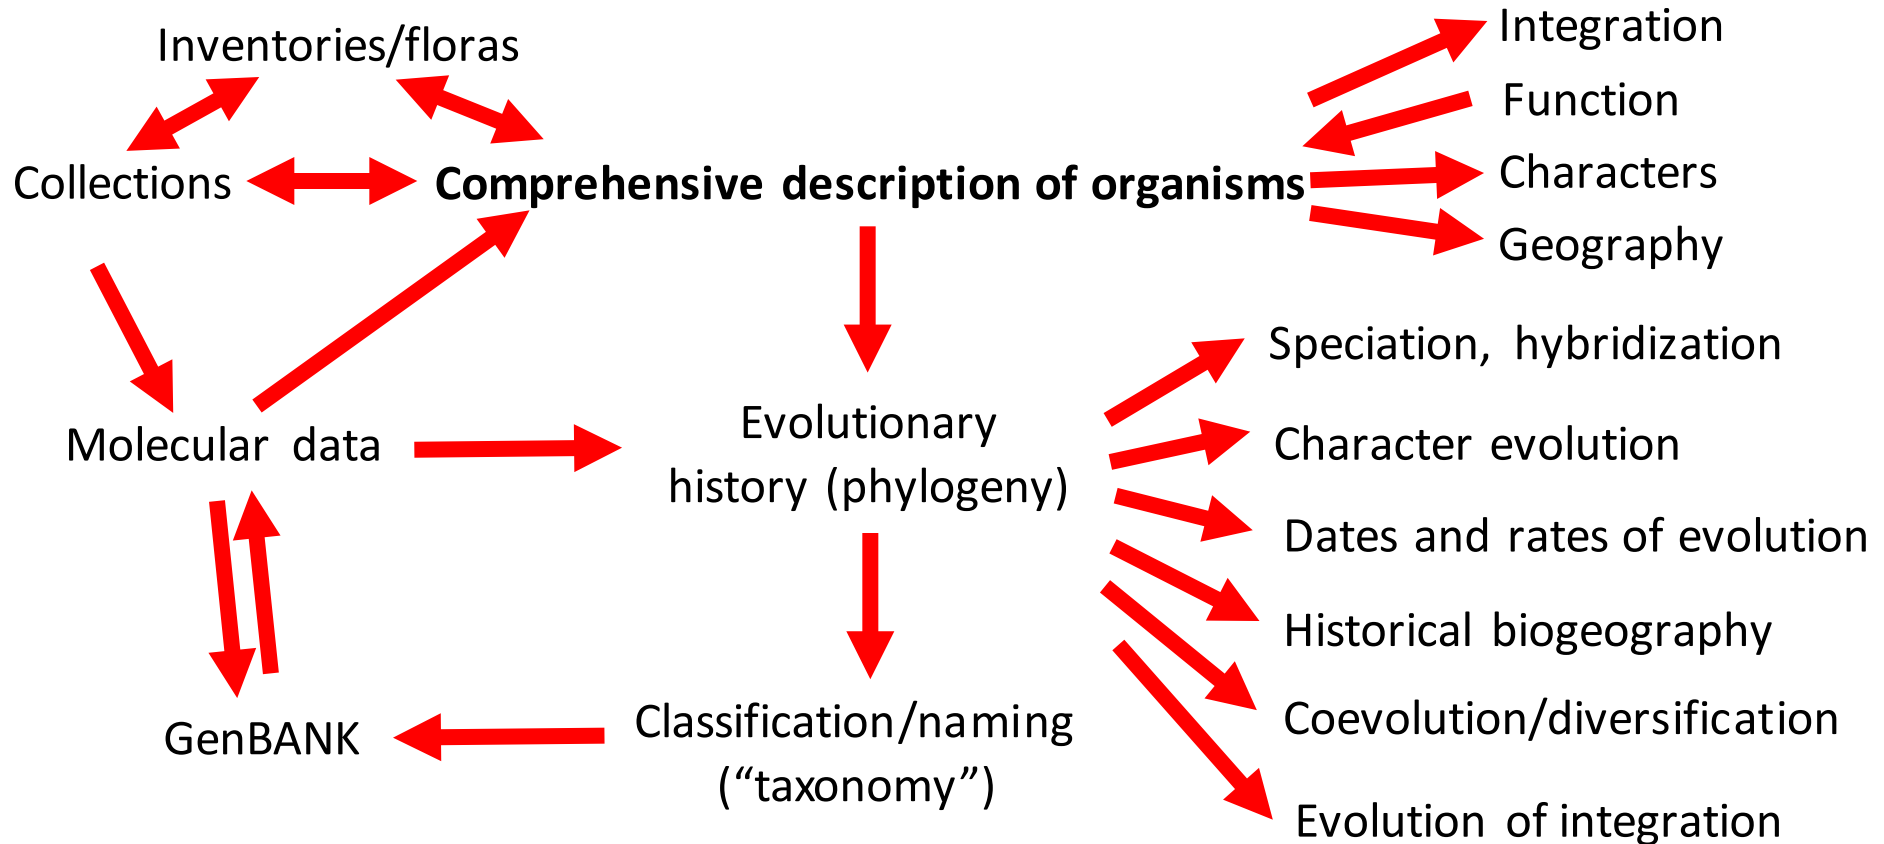 Inventories/floras
Integration
Function
Collections
Comprehensive description of organisms
Characters
Geography
Speciation, hybridization
Molecular data
Evolutionary
history (phylogeny)
Character evolution
Dates and rates of evolution
Historical biogeography
GenBANK
Classification/naming
(“taxonomy”)
Coevolution/diversification
Evolution of integration